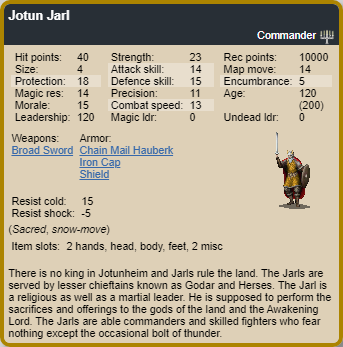 Jotun Jarl
Commander
Hit points: 40 Strength: 23 Rec points: 10000
Size: 4 Attack skill: 14 Map move: 14
Protection: 18 Defence skill: 15 Encumbrance: 5
Magic res: 14 Precision: 11 Age: 120
Morale: 15 Combat speed: 13 (200)
Leadership: 120 Magic ldr: 0 Undead ldr: 0
Weapons: Armor:
Broad Sword Chain Mail Hauberk
Iron Cap
Shield
Resist cold: 15
Resist shock: -5
(Sacred, snow-move)
Item slots: 2 hands, head, body, feet, 2 misc
There is no king in Jotunheim and Jarls rule the land. The Jarls are
served by lesser chieftains known as Godar and Herses. The Jarl is
a religious as well as a martial leader. He is supposed to perform the
sacrifices and offerings to the gods of the land and the Awakening
Lord. The Jarls are able commanders and skilled fighters who fear
nothing except the occasional bolt of thunder.